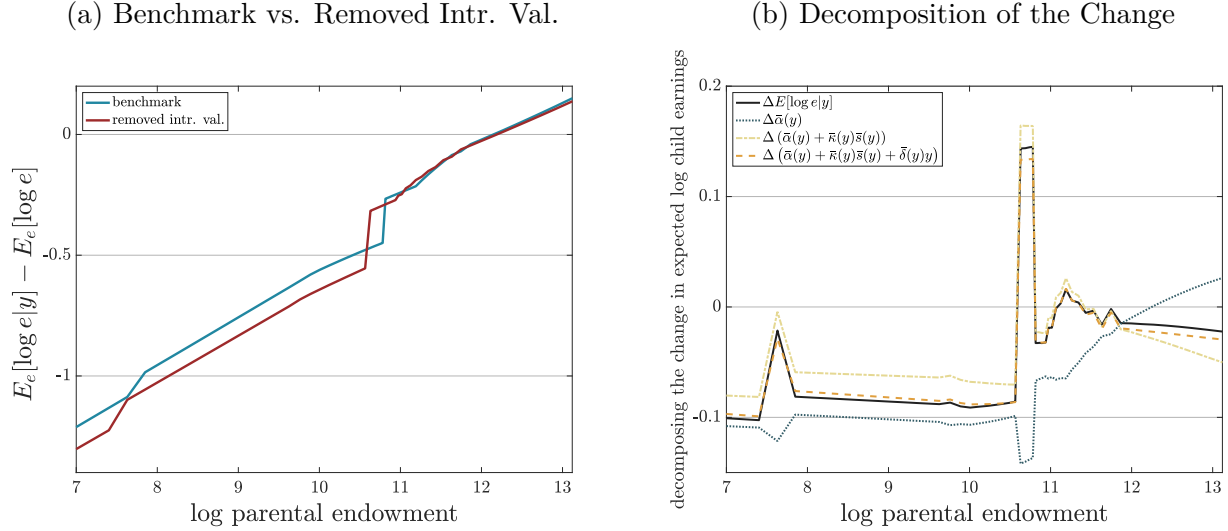 (a) Benchmark vs. Removed Intr. Val.
E_e[log e|y] − E_e[log e]
benchmark
removed intr. val.
0
-0.5
-1
7 8 9 10 11 12 13
log parental endowment
(b) Decomposition of the Change
decomposing the change in expected log child earnings
ΔE[log e|y]
Δᾱ(y)
Δ (ᾱ(y) + κ̄(y)s̄(y))
Δ (ᾱ(y) + κ̄(y)s̄(y) + δ̄(y)y)
0.2
0.1
0
-0.1
7 8 9 10 11 12 13
log parental endowment